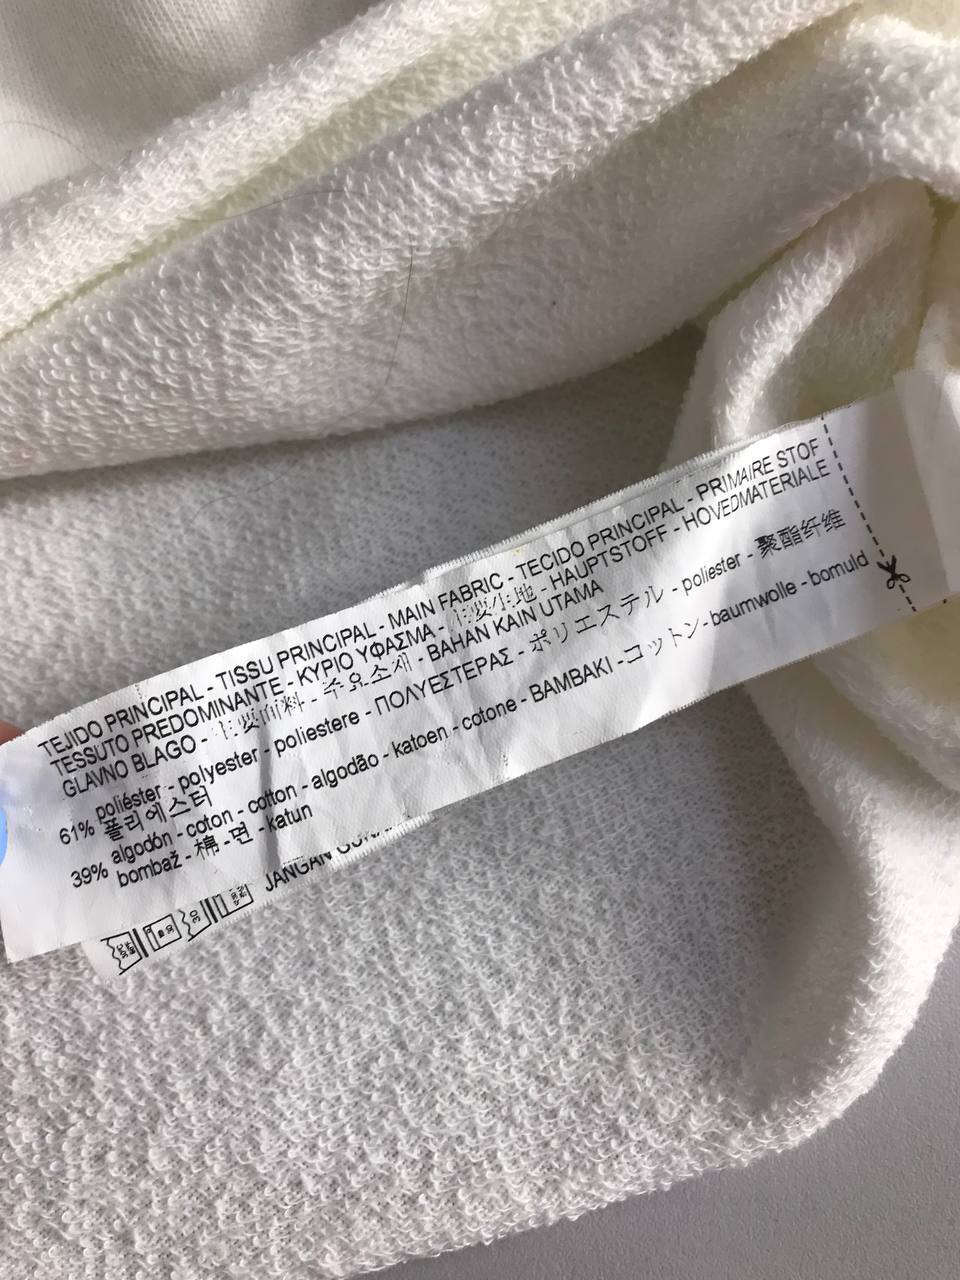 TEJIDO PRINCIPAL - TISSU PRINCIPAL - MAIN FABRIC - TECIDO PRINCIPAL - PRIMAIRE STOF
TESSUTO PREDOMINANTE - ΚΥΡΙΟ ΥΦΑΣΜΑ - 主要生地 - HAUPTSTOFF - HOVEDMATERIALE
GLAVNO BLAGO - 主要面料 - 주요소재 - BAHAN KAIN UTAMA
61% poliéster - polyester - poliestere - ΠΟΛΥΕΣΤΕΡΑΣ - ポリエステル - poliester - 聚酯纤维
폴리에스터
39% algodón - coton - cotton - algodão - katoen - cotone - BAMBAKI - コットン - baumwolle - bomuld
bombaž - 棉 - 면 - katun
JANGAN